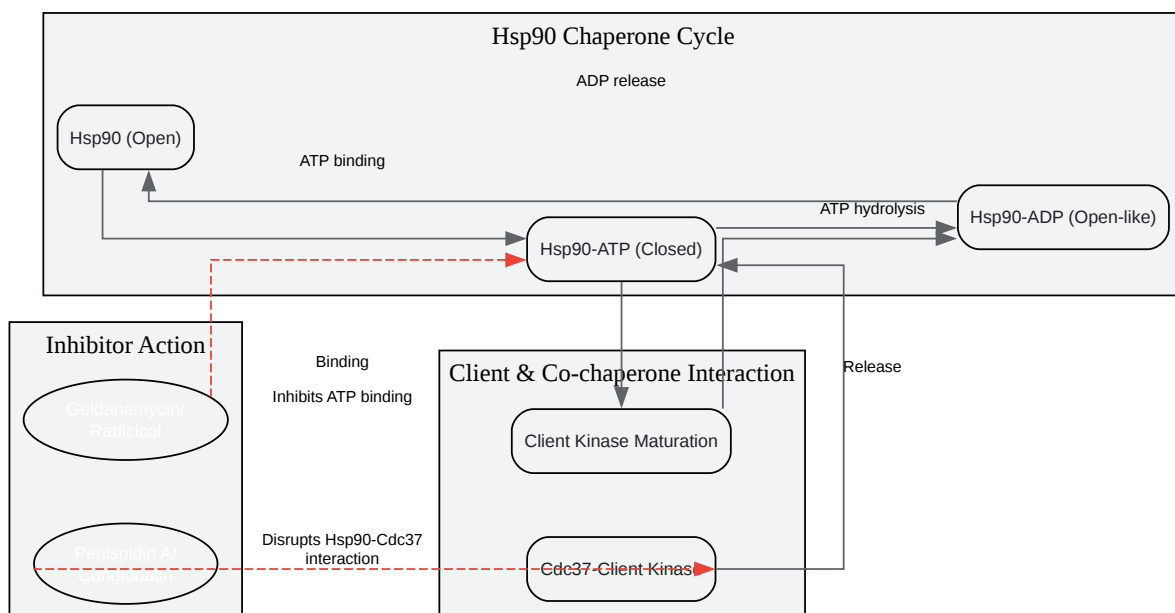 Hsp90 Chaperone Cycle
ADP release
Hsp90 (Open)
ATP binding
ATP hydrolysis
Hsp90-ADP (Open-like)
Hsp90-ATP (Closed)
Inhibitor Action
Binding
Inhibits ATP binding
Client & Co-chaperone Interaction
Release
Geldanamycin/
Radicicol
Client Kinase Maturation
Disrupts Hsp90-Cdc37
interaction
Penispidin A/
Conglobatin
Cdc37-Client Kinase